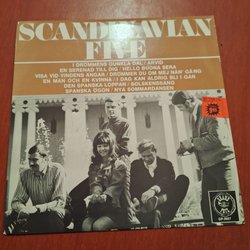 SCANDINAVIAN
FIVE
I DRÖMMENS DUNKLA DAL / ARVID
EN SERENAD TILL DIG / HELLO BUONA SERA
VISA VID VINDENS ÄNGAR / DRÖMMER DU OM MEJ NÅN' GÅNG
EN MAN OCH EN KVINNA / I DAG KAN ALDRIG BLI I GÅR
DEN SPANSKA LOPPAN / SOLSKENSSÅNG
SPANSKA ÖGON / NYA SOMMARDANSEN